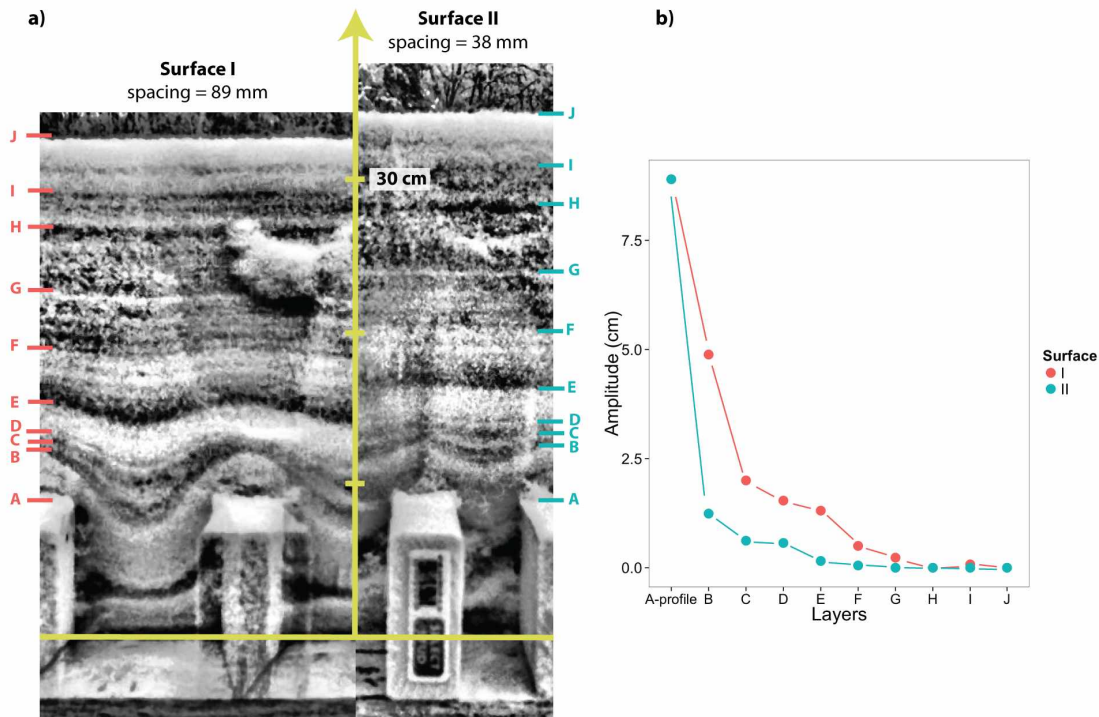 a)
Surface I
spacing = 89 mm
Surface II
spacing = 38 mm
J
I
H
G
F
E
D
C
B
A
30 cm
J
I
H
G
F
E
D
C
B
A
b)
Amplitude (cm)
7.5
5.0
2.5
0.0
A-profile B C D E F G H I J
Layers
Surface
I
II